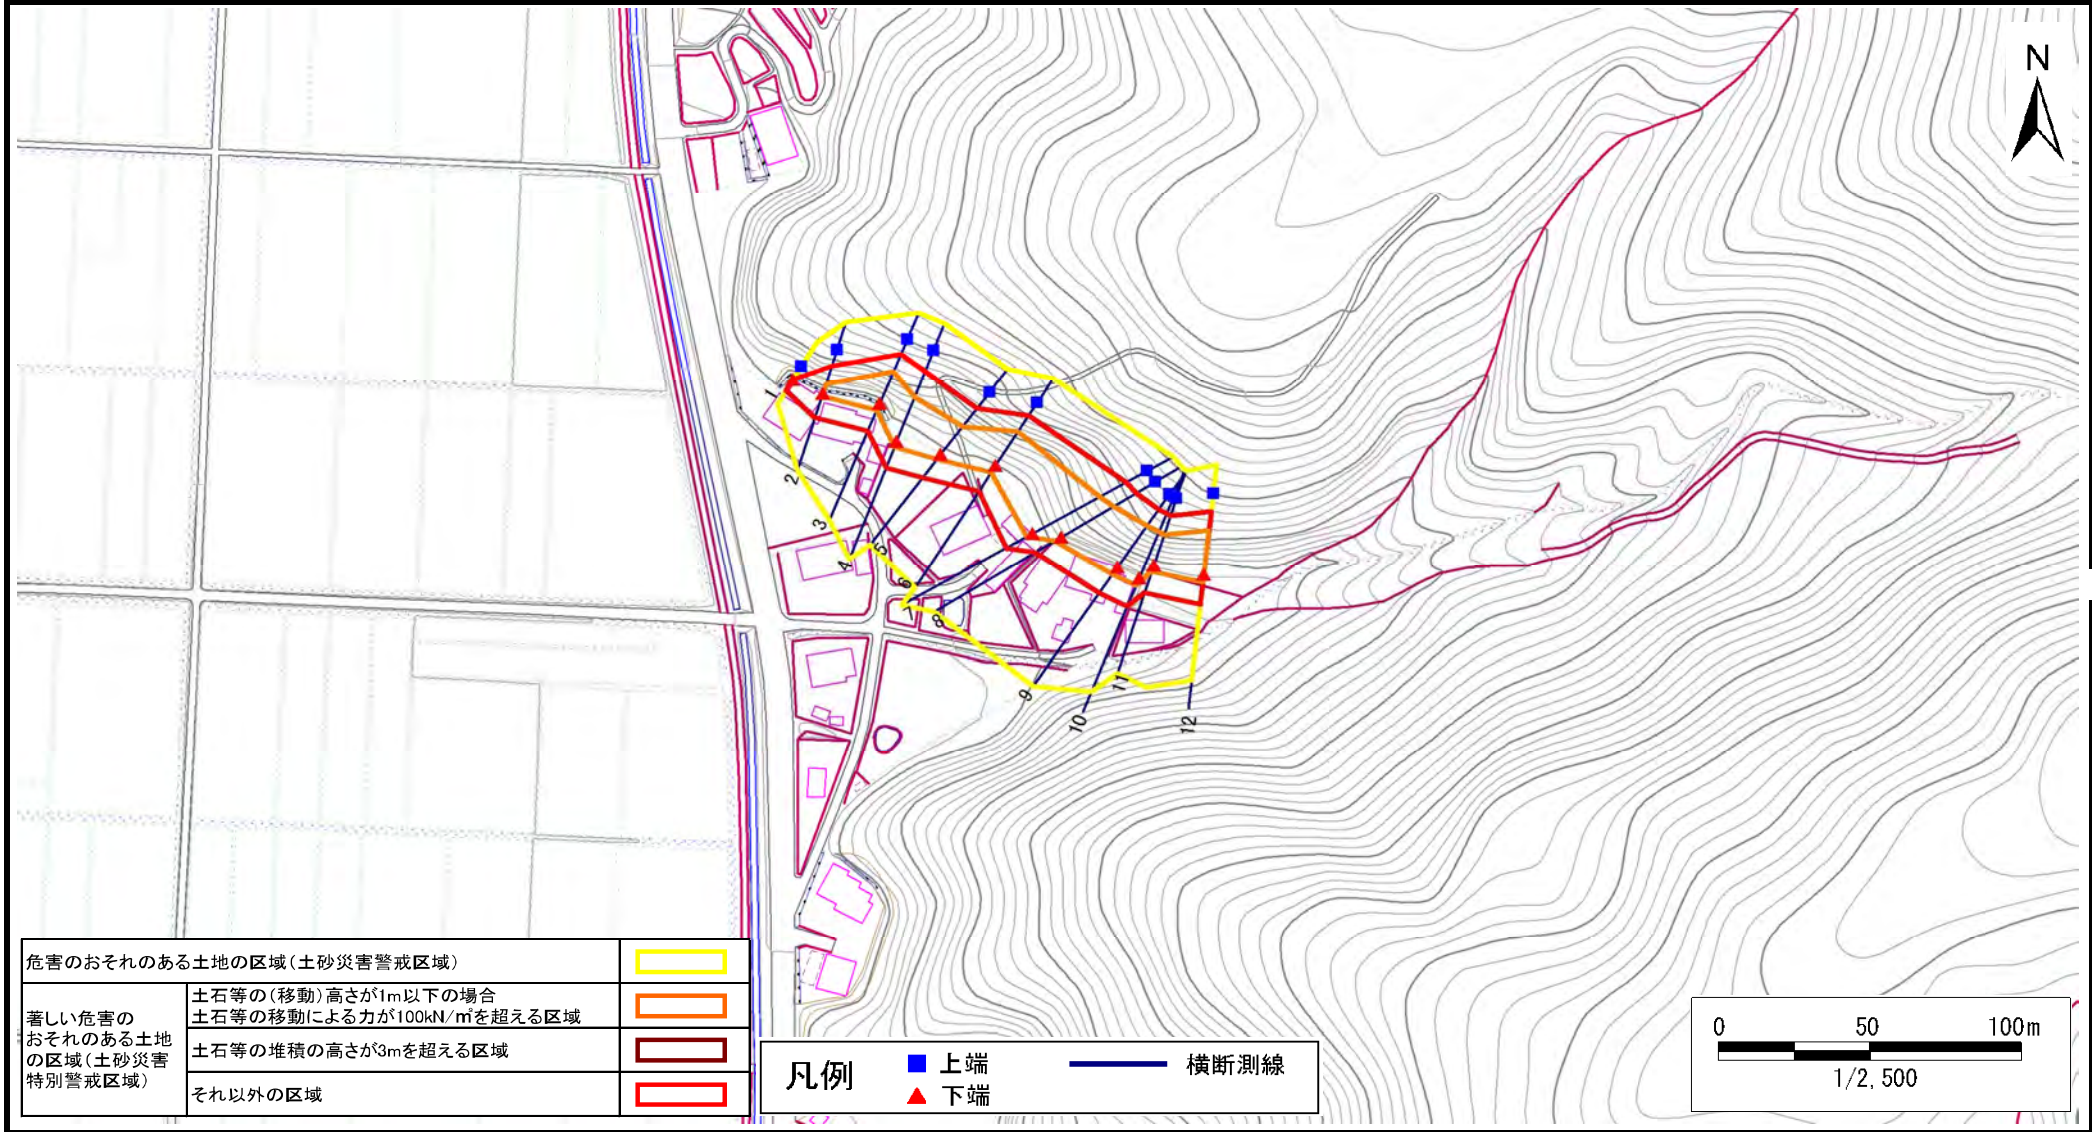 N
1
2
3
4
5
6
7
8
9
10
11
12
危害のおそれのある土地の区域(土砂災害警戒区域)
著しい危害の
おそれのある土地
の区域(土砂災害
特別警戒区域)
土石等の(移動)高さが1m以下の場合
土石等の移動による力が100kN/㎡を超える区域
土石等の堆積の高さが3mを超える区域
それ以外の区域
凡例
上端
下端
横断測線
0 50 100m
1/2,500